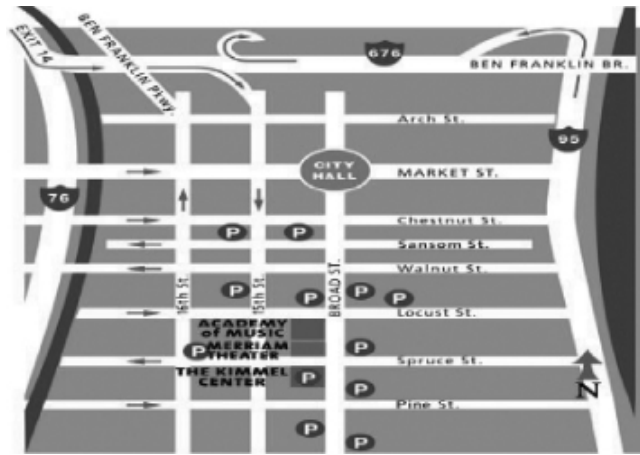 EXIT 14
BEN FRANKLIN Pkwy.
676
BEN FRANKLIN BR.
Arch St.
95
CITY
HALL
MARKET ST.
76
Chestnut St.
P
P
Sansom St.
Walnut St.
16th St.
15th St.
BROAD ST.
P
P
P
P
Locust St.
ACADEMY
of MUSIC
P
MERRIAM
THEATER
P
Spruce St.
THE KIMMEL
CENTER
P
P
N
Pine St.
P
P